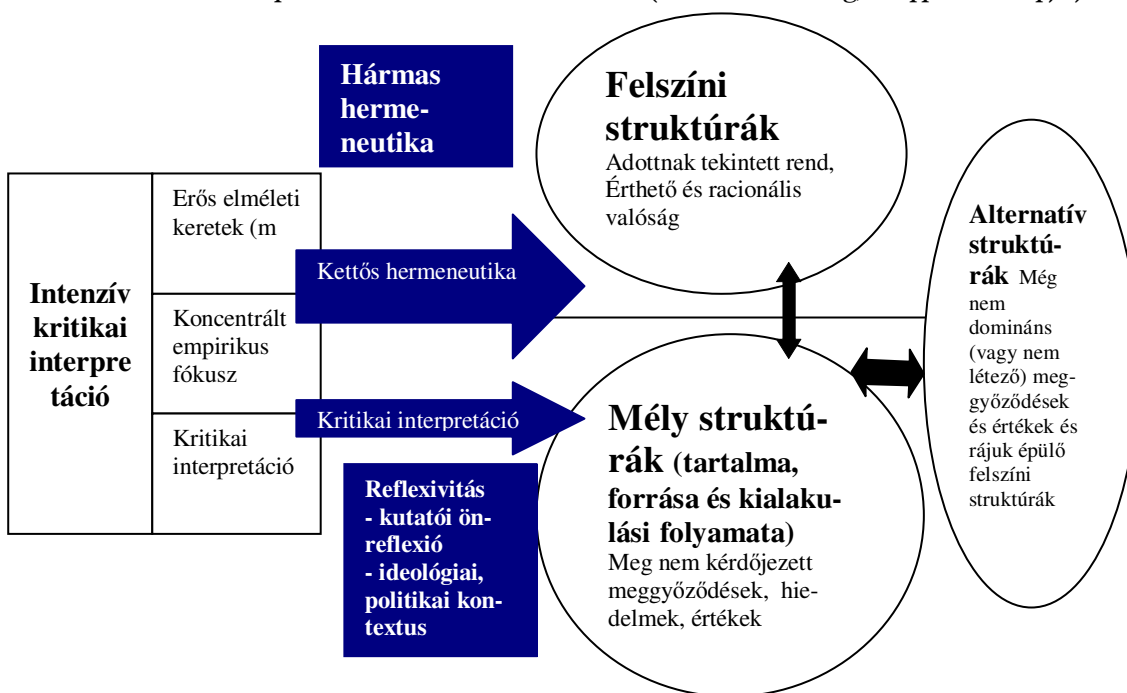 Intenzív
kritikai
interpre
táció
Erős elméleti
keretek (m
Koncentrált
empirikus
fókusz
Kritikai
interpretáció
Hármas
herme-
neutika
Kettős hermeneutika
Kritikai interpretáció
Reflexivitás
- kutatói ön-
reflexió
- ideológiai,
politikai kon-
textus
Felszíni
struktúrák
Adottnak tekintett rend,
Érthető és racionális
valóság
Mély struktú-
rák (tartalma,
forrása és kialaku-
lási folyamata)
Meg nem kérdőjezett
meggyőződések, hie-
delmek, értékek
Alternatív
struktú-
rák Még
nem
domináns
(vagy nem
létező) meg-
győződések
és értékek és
rájuk épülő
felszíni
struktúrák